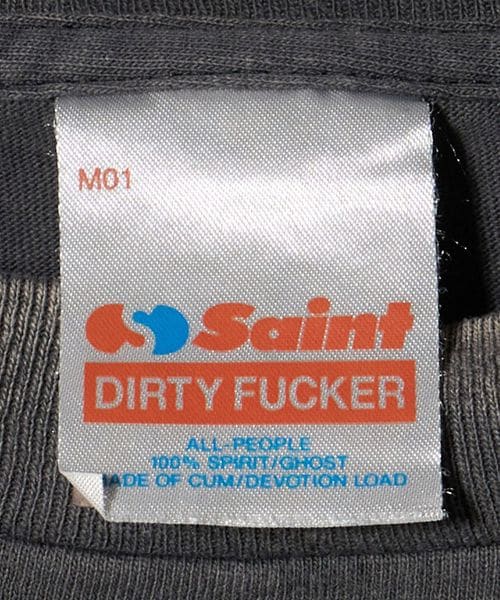 M01
Saint
DIRTY FUCKER
ALL-PEOPLE
100% SPIRIT/GHOST
MADE OF CUM/DEVOTION LOAD